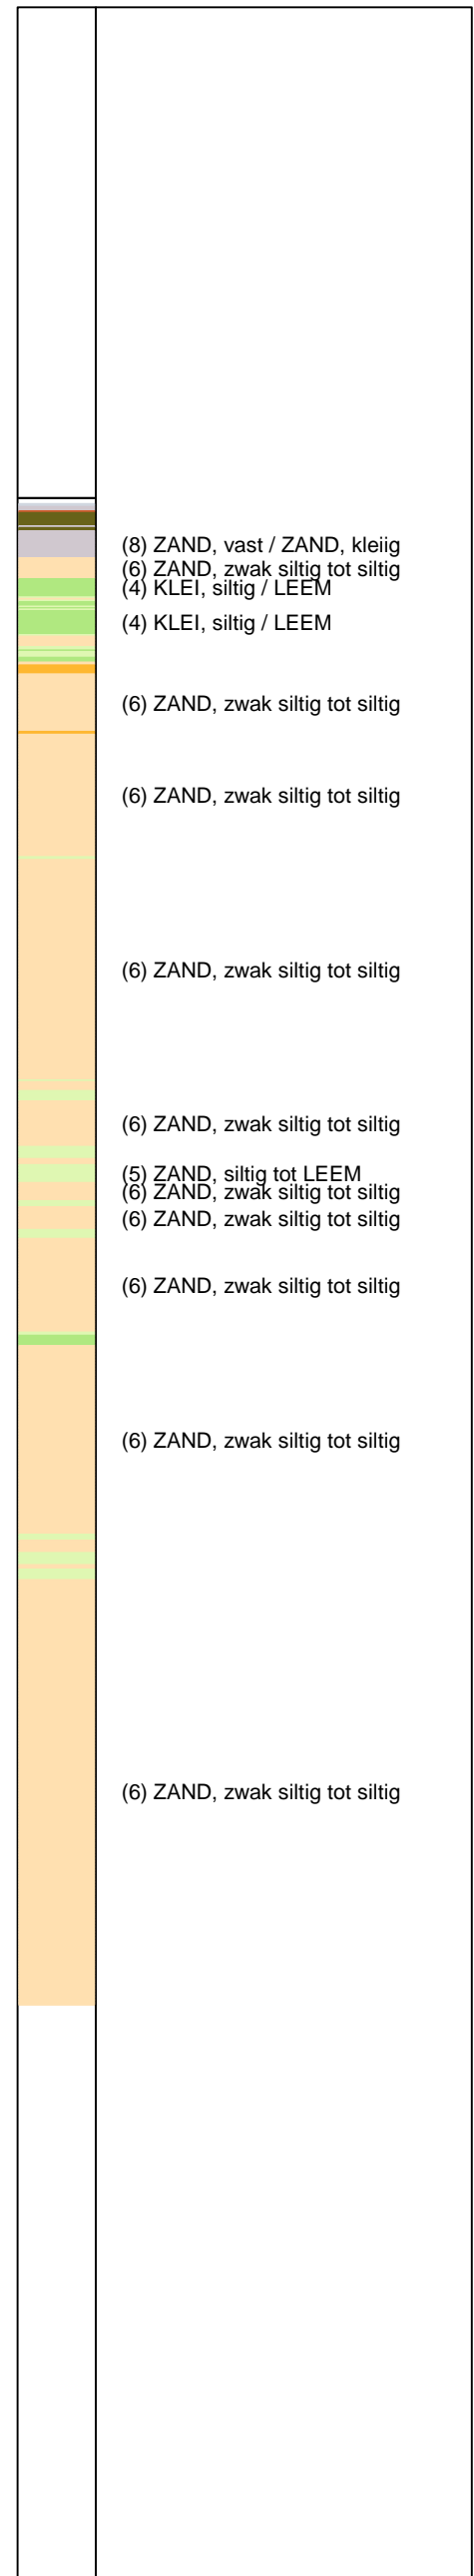 (8) ZAND, vast / ZAND, kleiig
(6) ZAND, zwak siltig tot siltig
(4) KLEI, siltig / LEEM
(4) KLEI, siltig / LEEM
(6) ZAND, zwak siltig tot siltig
(6) ZAND, zwak siltig tot siltig
(6) ZAND, zwak siltig tot siltig
(6) ZAND, zwak siltig tot siltig
(5) ZAND, siltig tot LEEM
(6) ZAND, zwak siltig tot siltig
(6) ZAND, zwak siltig tot siltig
(6) ZAND, zwak siltig tot siltig
(6) ZAND, zwak siltig tot siltig
(6) ZAND, zwak siltig tot siltig